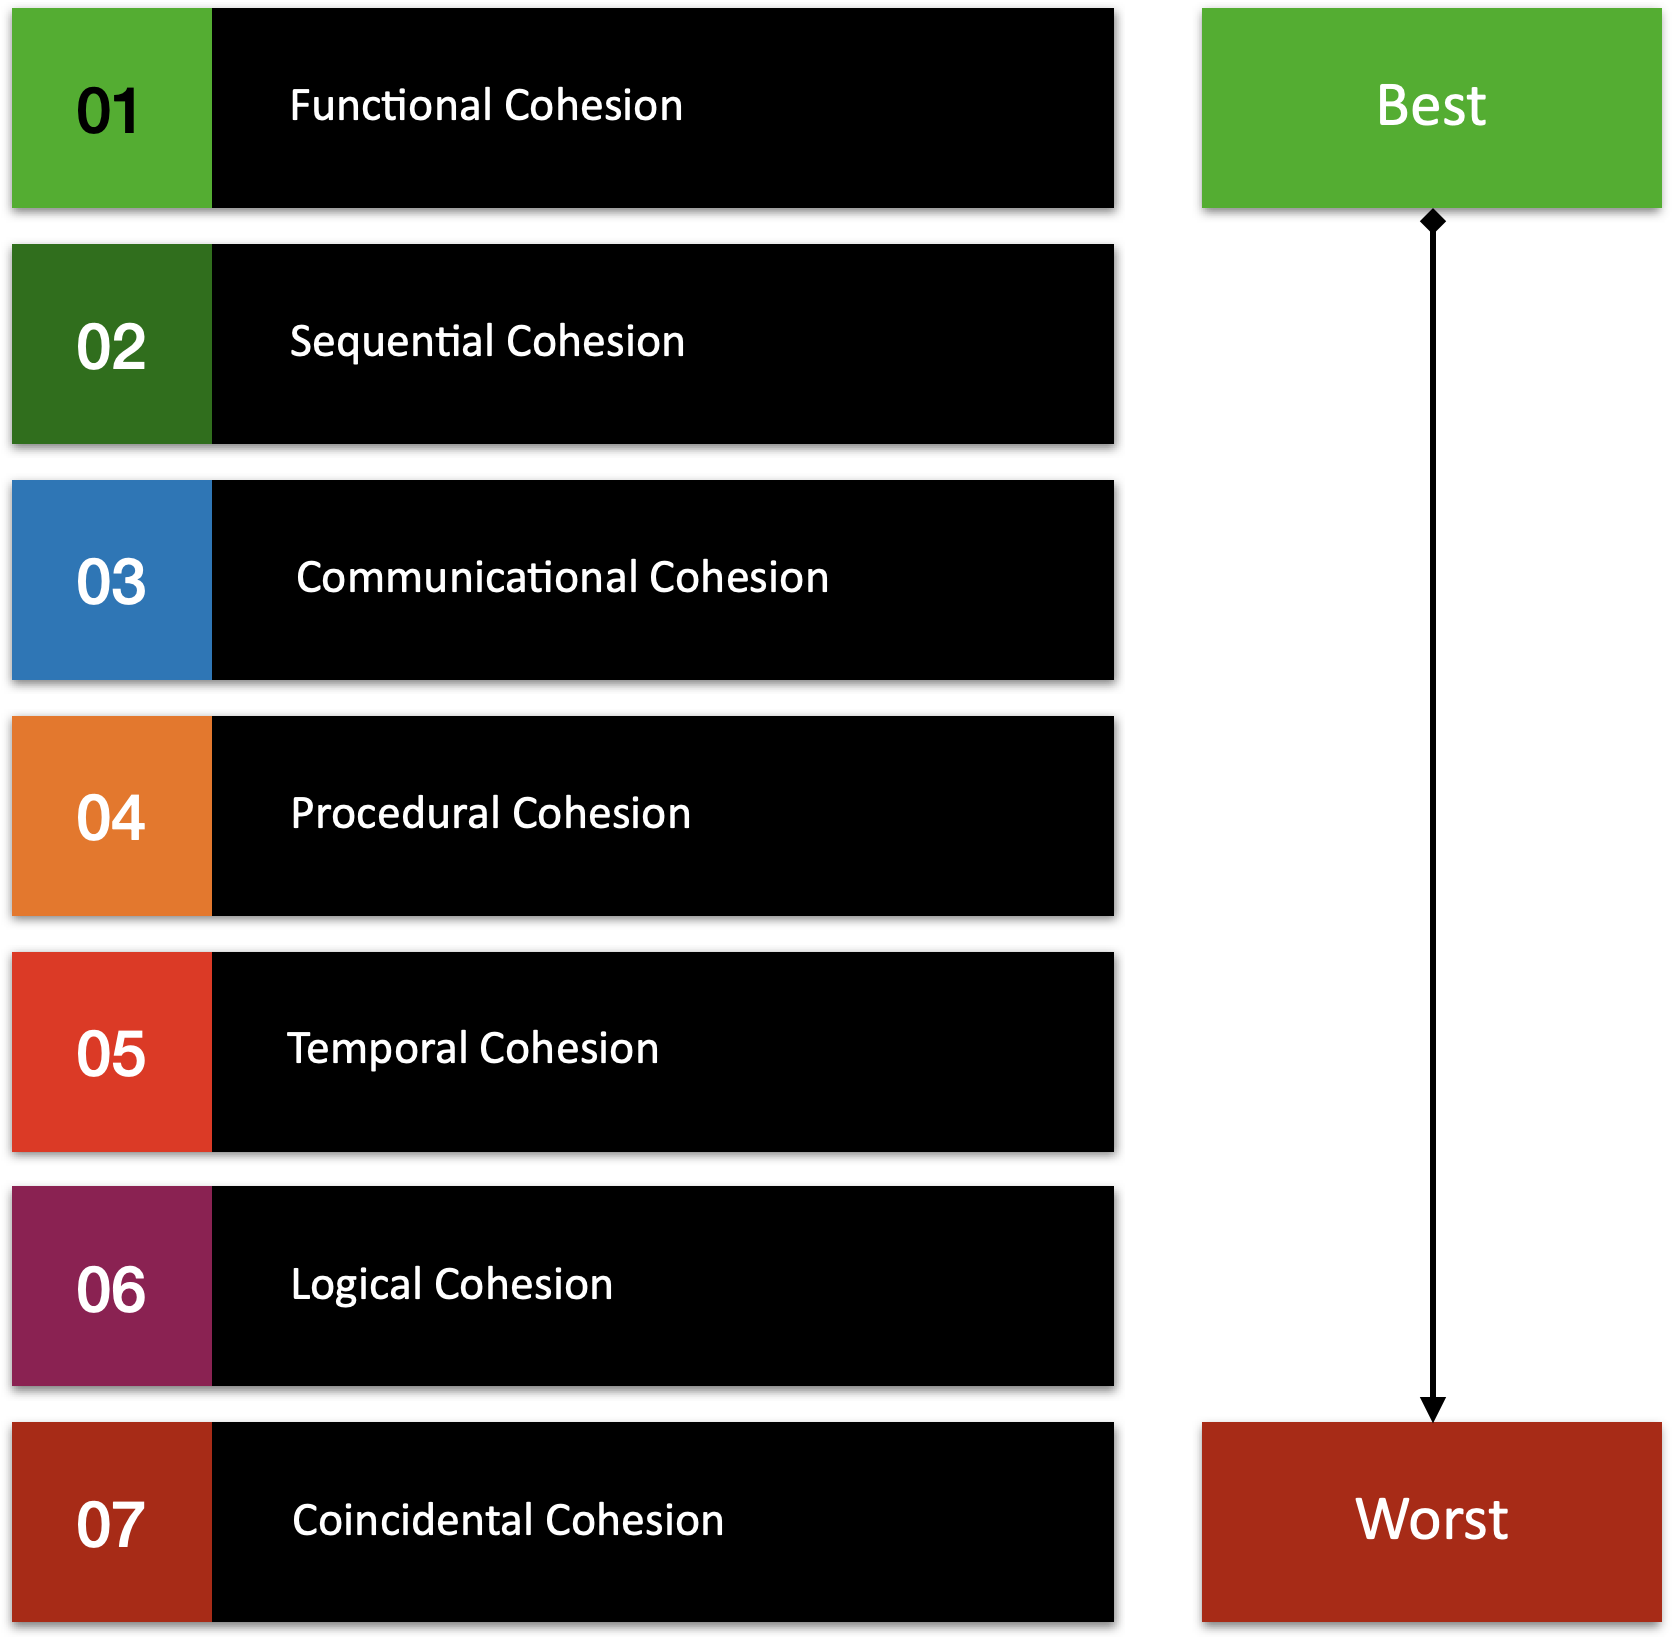 01 Functional Cohesion
Best
02 Sequential Cohesion
03 Communicational Cohesion
04 Procedural Cohesion
05 Temporal Cohesion
06 Logical Cohesion
07 Coincidental Cohesion
Worst